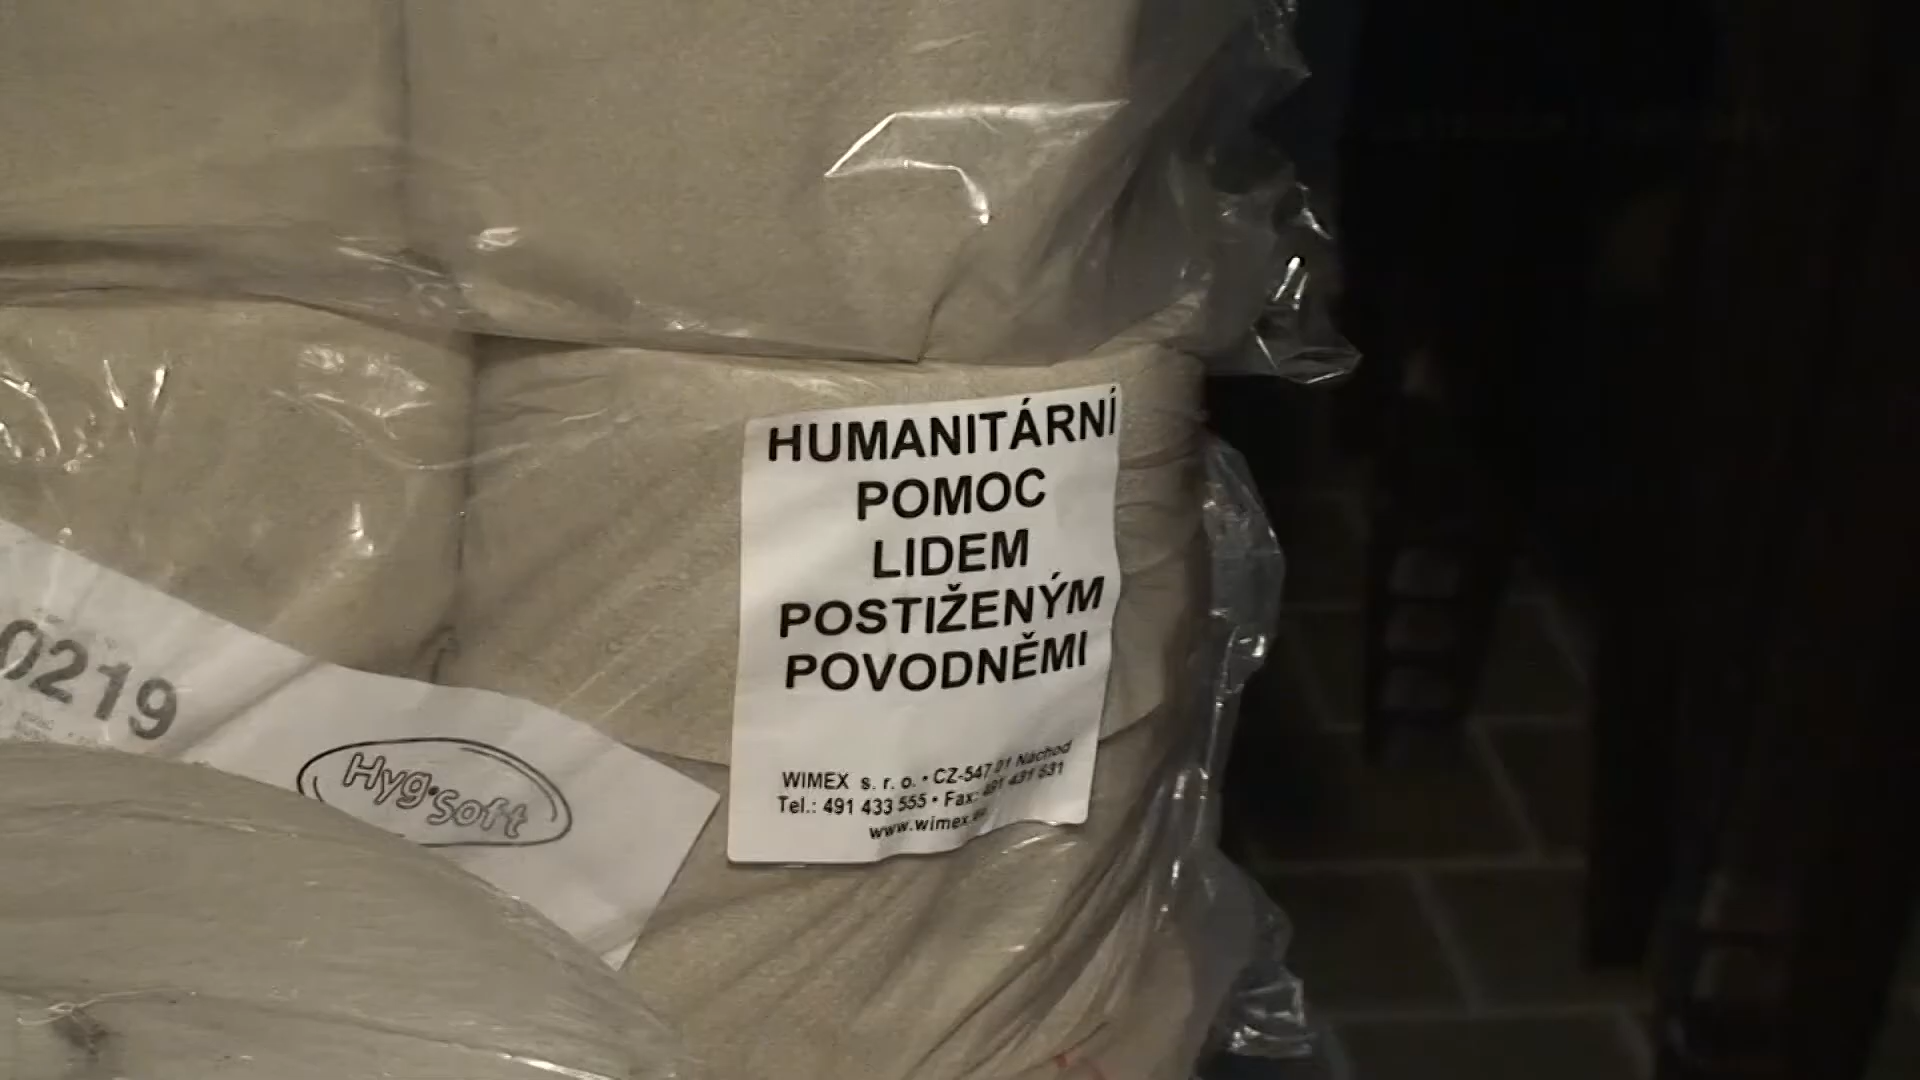 HUMANITÁRNÍ
POMOC
LIDEM
POSTIŽENÝM
POVODNĚMI
WIMEX s. r. o. • CZ-547 01 Náchod
Tel.: 491 433 555 • Fax: 491 431 631
www.wimex.
0219
Hyg•soft